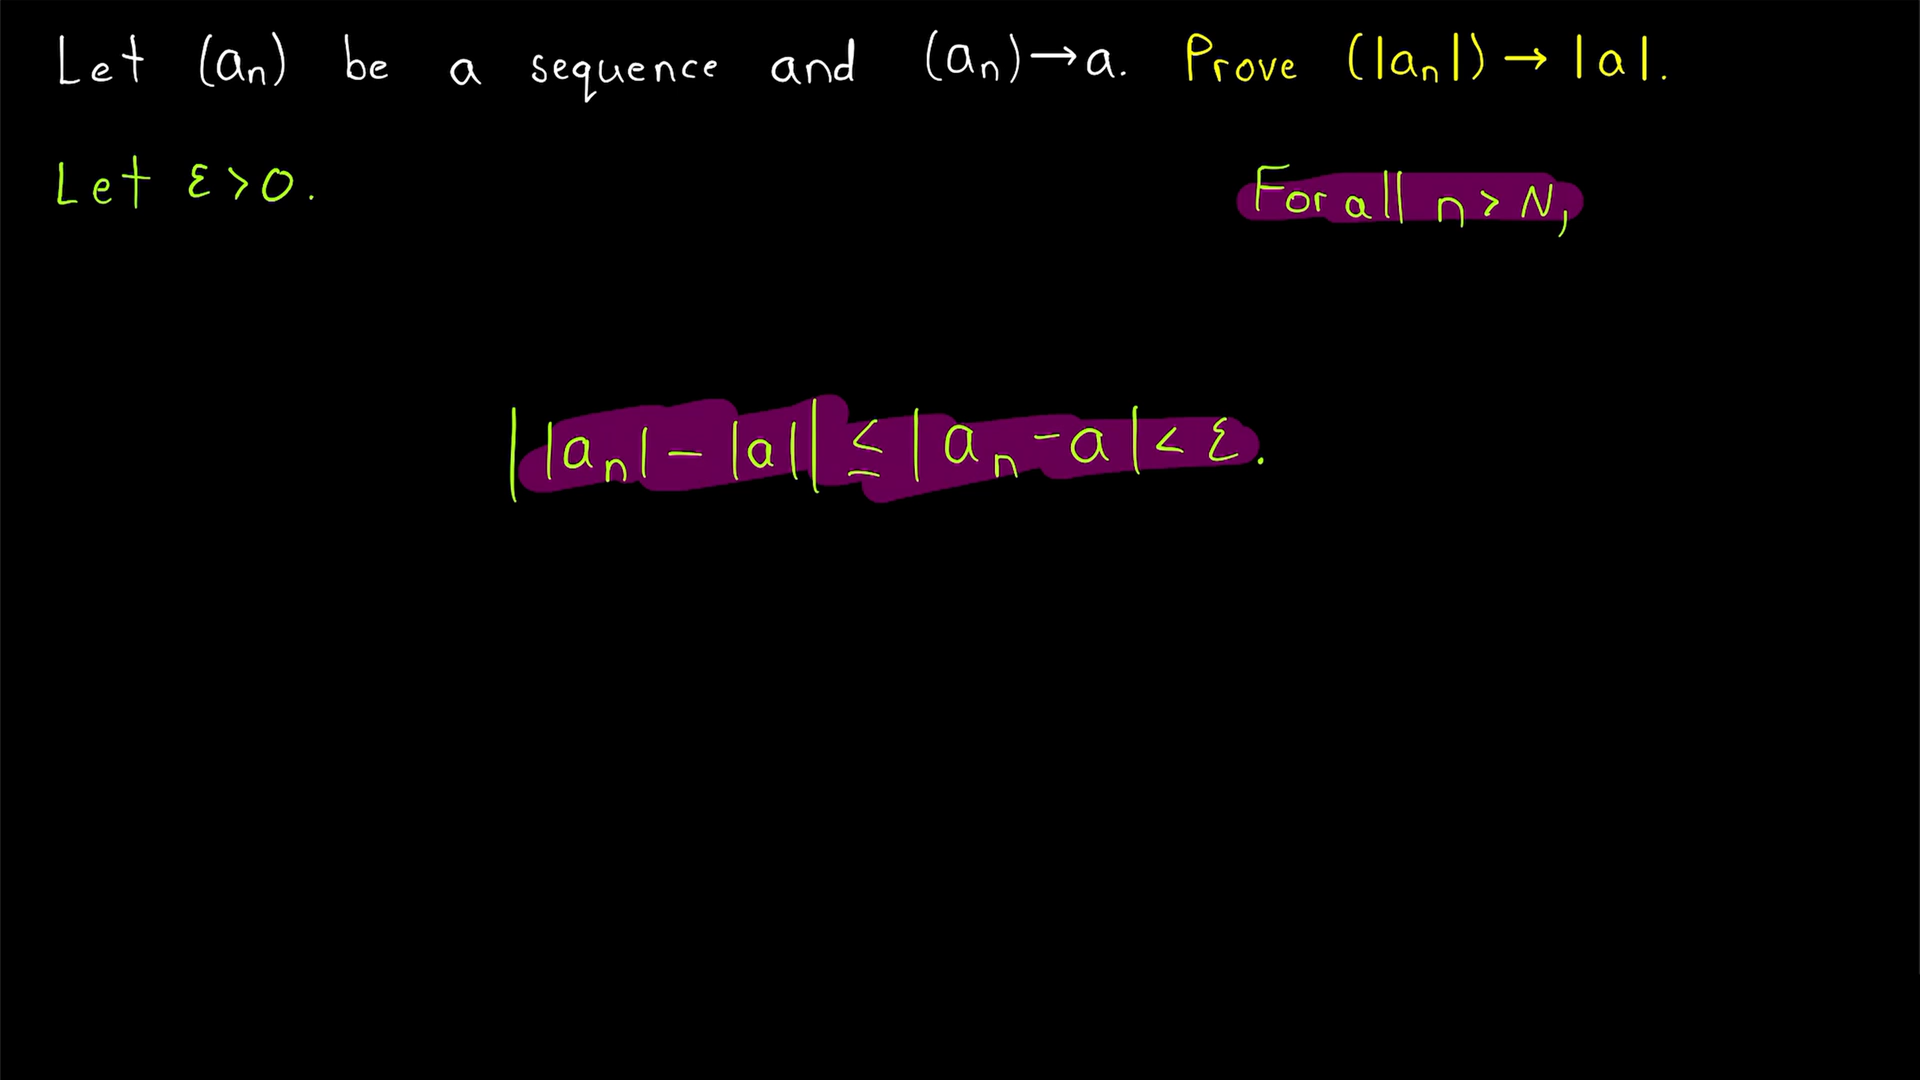 Let (aₙ) be a sequence and (aₙ)→a. Prove (|aₙ|)→|a|.
Let ε>0. For all n>N,
||aₙ|-|a||≤|aₙ-a|<ε.